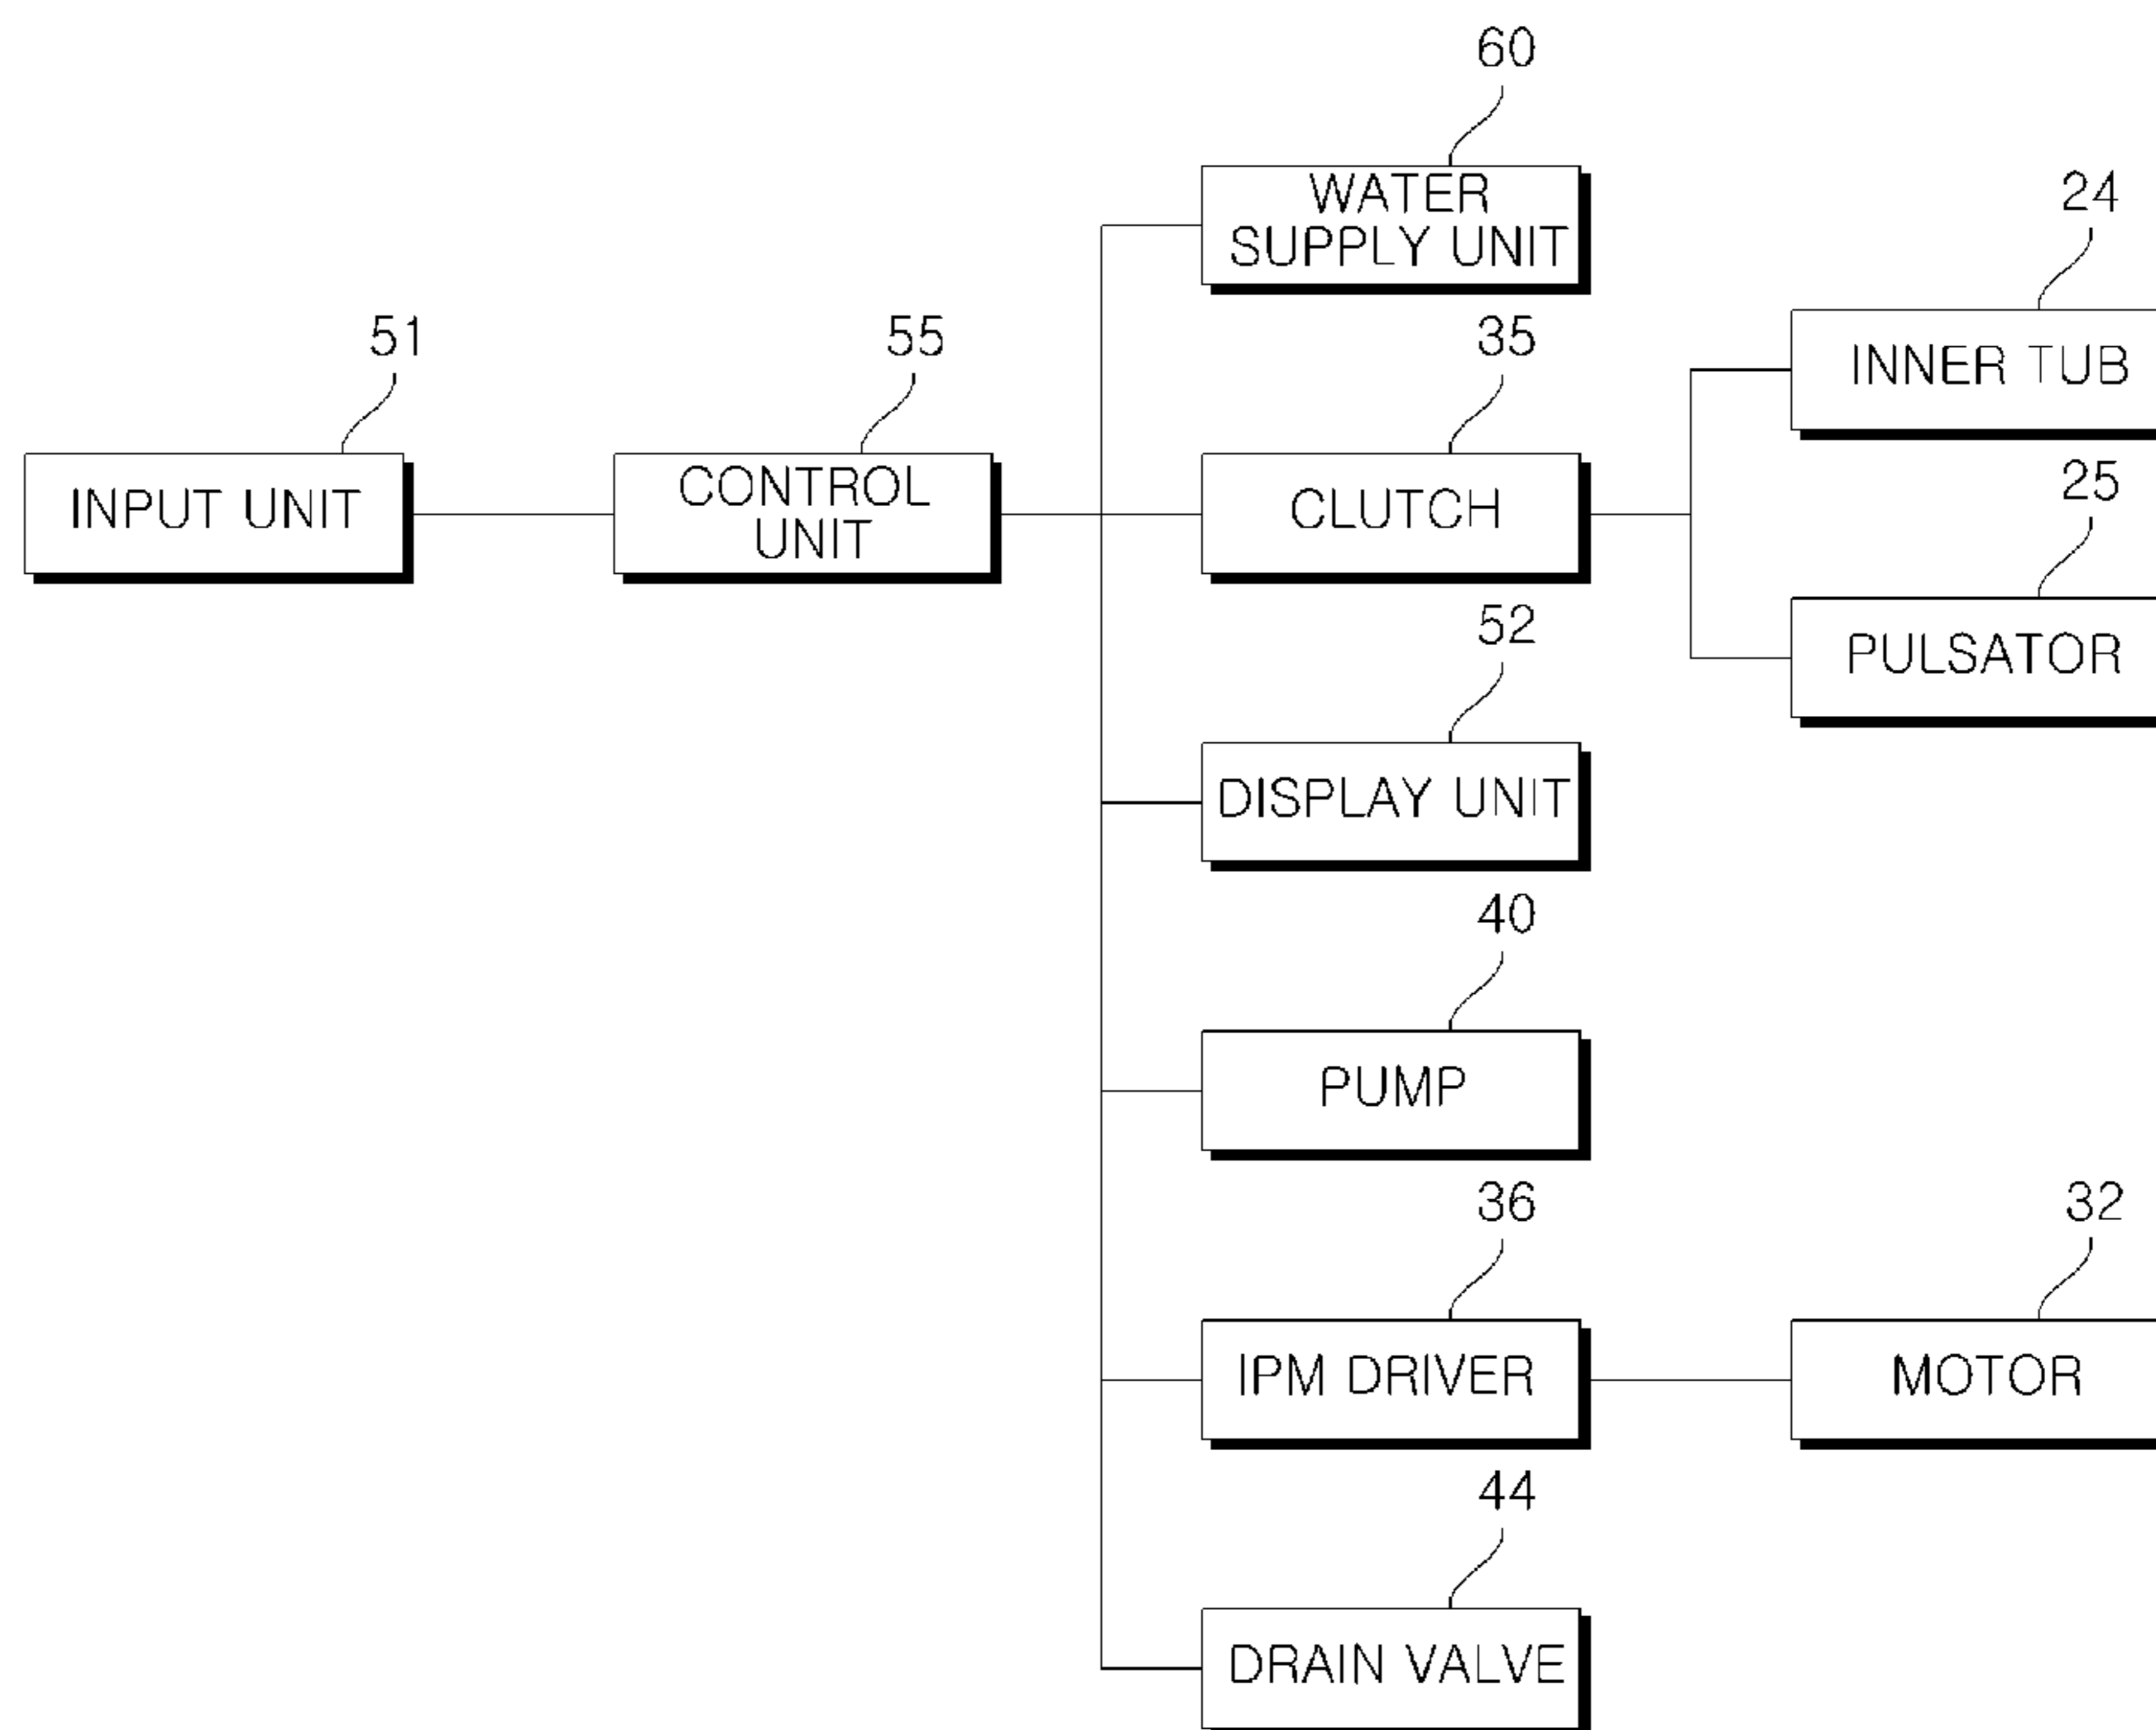 60
WATER
SUPPLY UNIT
24
INNER TUB
51
INPUT UNIT
55
CONTROL
UNIT
35
CLUTCH
25
PULSATOR
52
DISPLAY UNIT
40
PUMP
36
IPM DRIVER
32
MOTOR
44
DRAIN VALVE